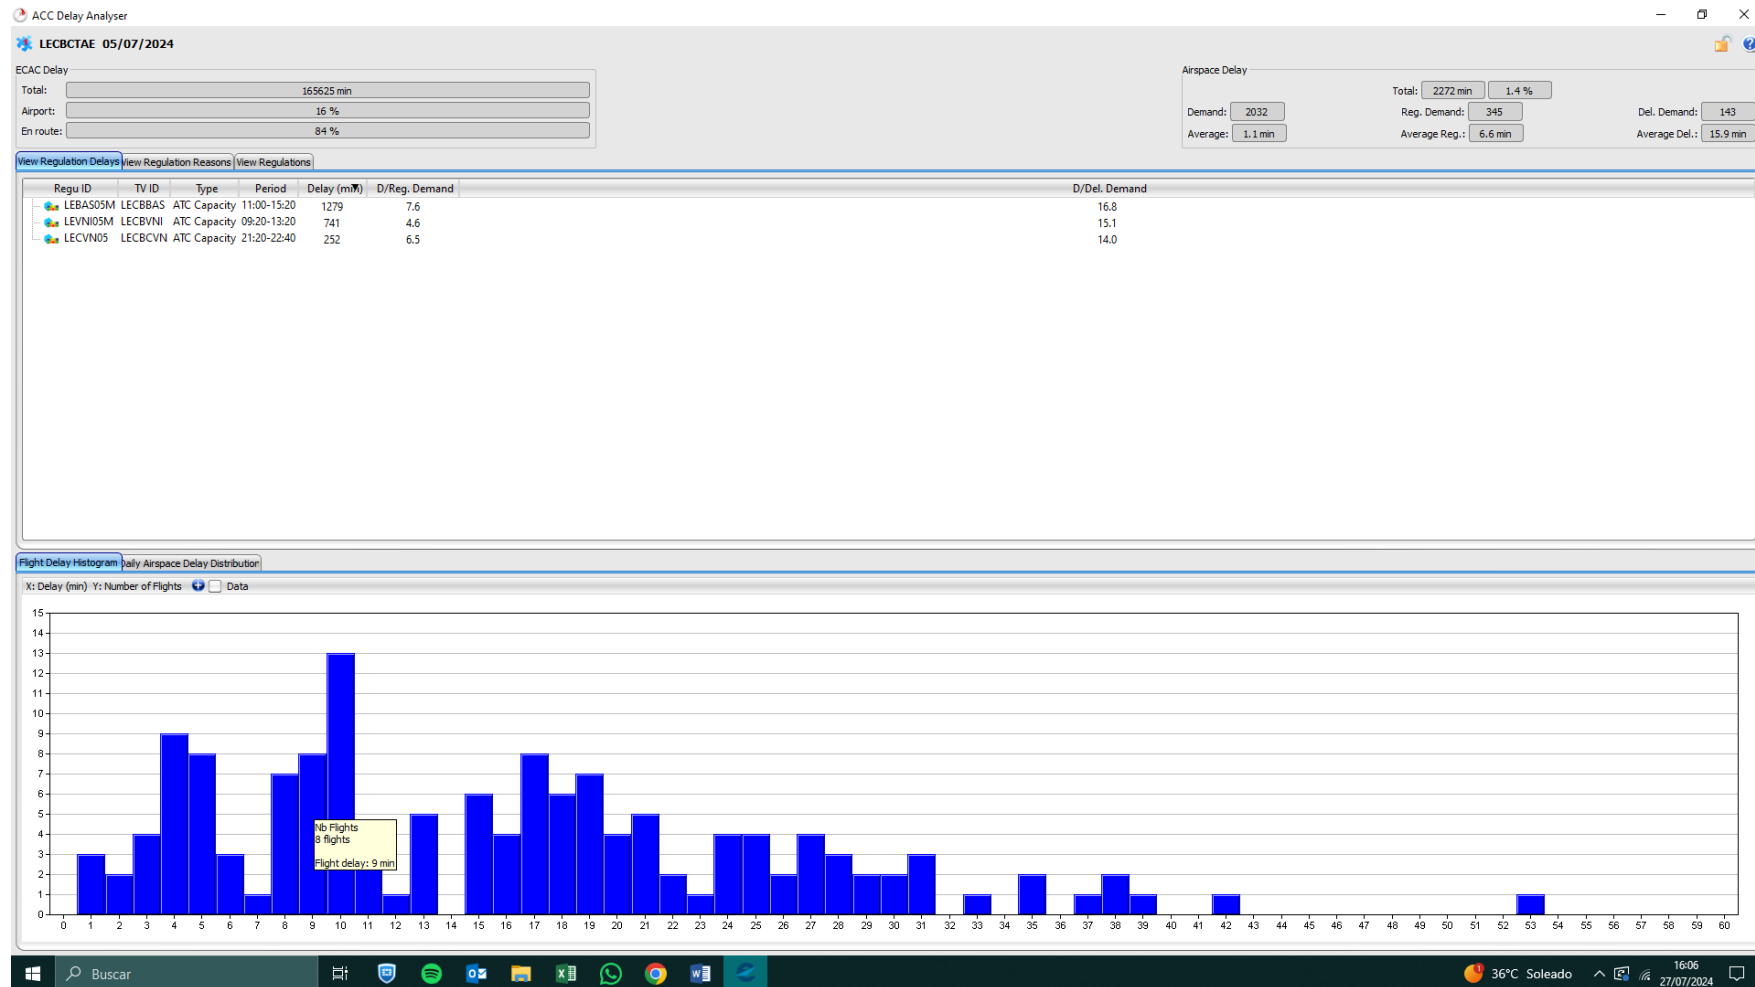 ACC Delay Analyser
LECBCTAE 05/07/2024
ECAC Delay
Total: 165625 min
Airport: 16 %
En route: 84 %
Airspace Delay
Total: 2272 min 1.4 %
Demand: 2032 Reg. Demand: 345 Del. Demand: 143
Average: 1.1 min Average Reg.: 6.6 min Average Del.: 15.9 min
View Regulation Delays View Regulation Reasons View Regulations
Regu ID TV ID Type Period Delay (min) D/Reg. Demand D/Del. Demand
LEBAS05M LECBBAS ATC Capacity 11:00-15:20 1279 7.6 16.8
LEVNI05M LECBVNI ATC Capacity 09:20-13:20 741 4.6 15.1
LECVN05 LECBCVN ATC Capacity 21:20-22:40 252 6.5 14.0
Flight Delay Histogram Daily Airspace Delay Distribution
X: Delay (min) Y: Number of Flights Data
15
14
13
12
11
10
9
8
7
6
5
4
3
2
1
0
Nb Flights
8 flights
Flight delay: 9 min
0 1 2 3 4 5 6 7 8 9 10 11 12 13 14 15 16 17 18 19 20 21 22 23 24 25 26 27 28 29 30 31 32 33 34 35 36 37 38 39 40 41 42 43 44 45 46 47 48 49 50 51 52 53 54 55 56 57 58 59 60
Buscar
1
36°C Soleado
16:06
27/07/2024